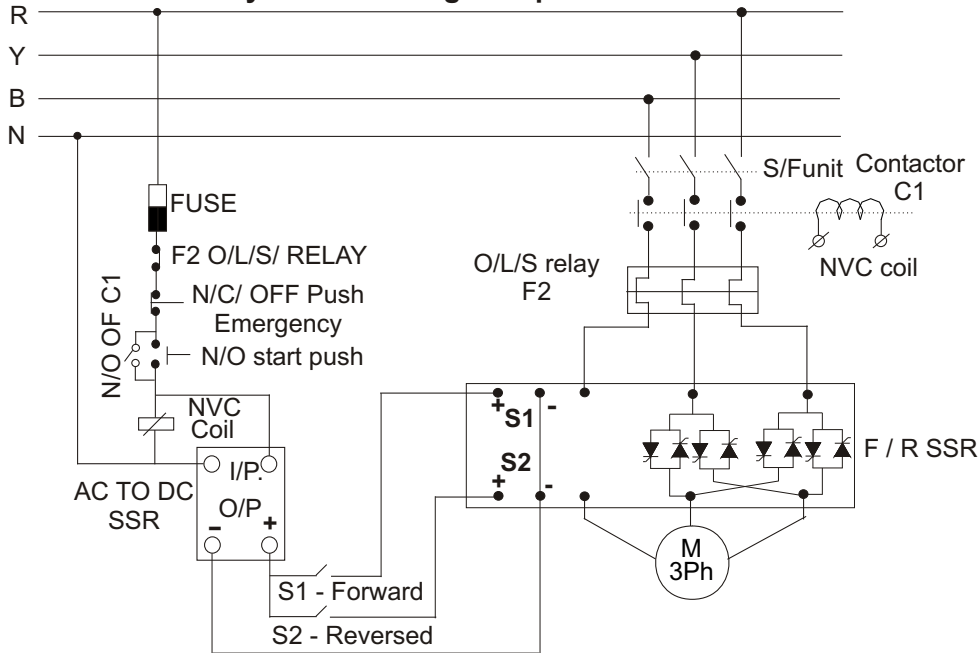 R
Y
B
N
FUSE
F2 O/L/S/ RELAY
N/C/ OFF Push
Emergency
N/O OF C1
N/O start push
NVC
Coil
I/P.
AC TO DC
SSR
O/P
- +
S1 - Forward
S2 - Reversed
S/Funit
Contactor
C1
NVC coil
O/L/S relay
F2
+ S1 -
S2
+ -
F / R SSR
M
3Ph